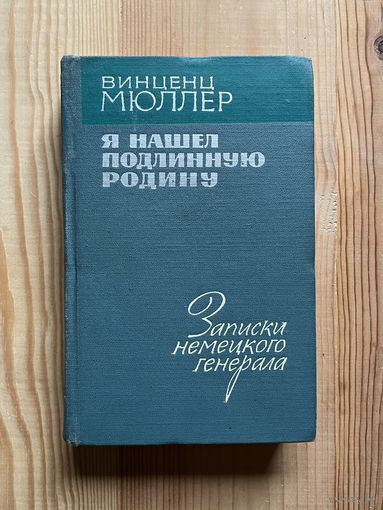 ВИНЦЕНЦ
МЮЛЛЕР
Я НАШЕЛ
ПОДЛИННУЮ
РОДИНУ
Записки
немецкого
генерала